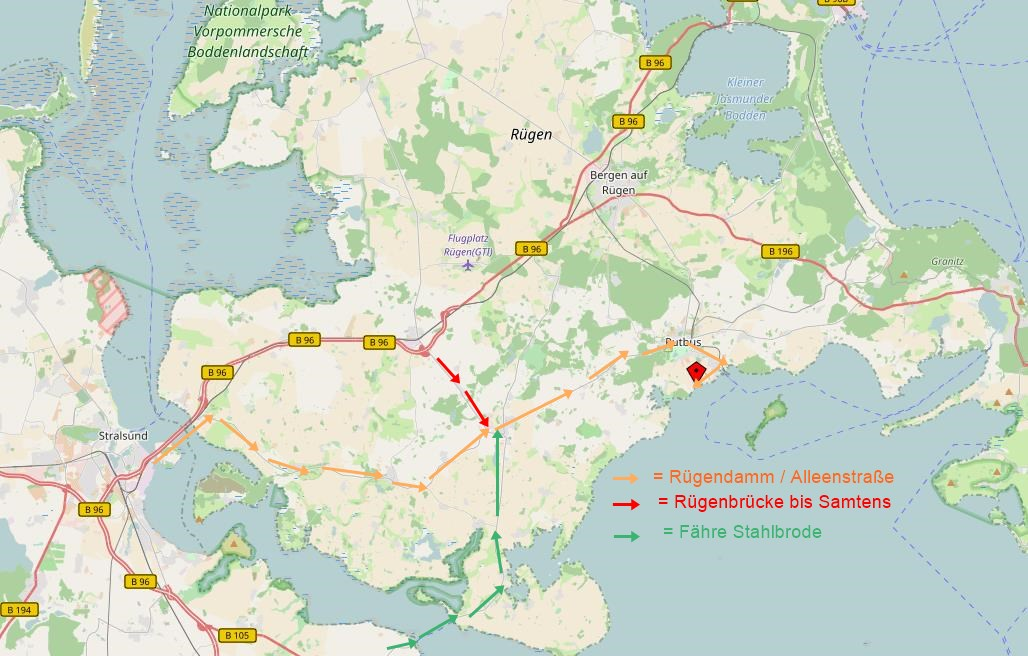 Nationalpark
Vorpommersche
Boddenlandschaft
B 96
Kleiner
Jasmunder
Bodden
B 96
Rügen
Bergen auf
Rügen
Flugplatz
Rügen(GTI)
B 96
B 196
Granitz
B 96
B 96
Putbus
B 96
Stralsund
= Rügendamm / Alleenstraße
= Rügenbrücke bis Samtens
B 96
= Fähre Stahlbrode
B 96
B 194
B 105